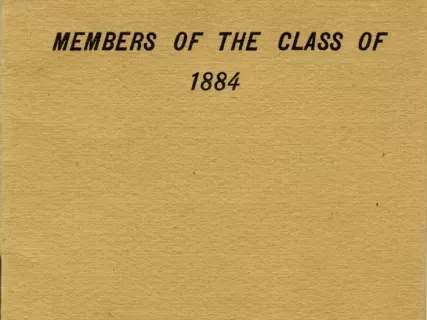 MEMBERS OF THE CLASS OF
1884